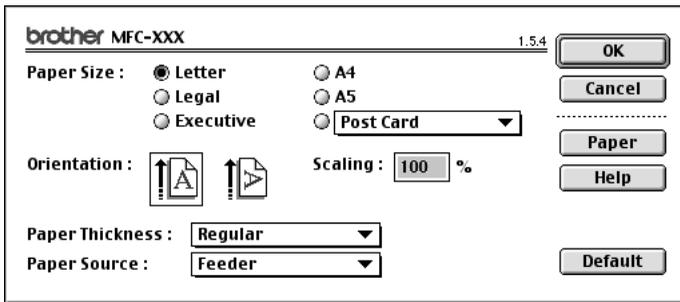 brother MFC-XXX 1.5.4
OK
Paper Size : Letter A4
Cancel
Legal A5
Executive Post Card
Paper
Orientation : A A Scaling : 100 %
Help
Paper Thickness : Regular
Paper Source : Feeder
Default